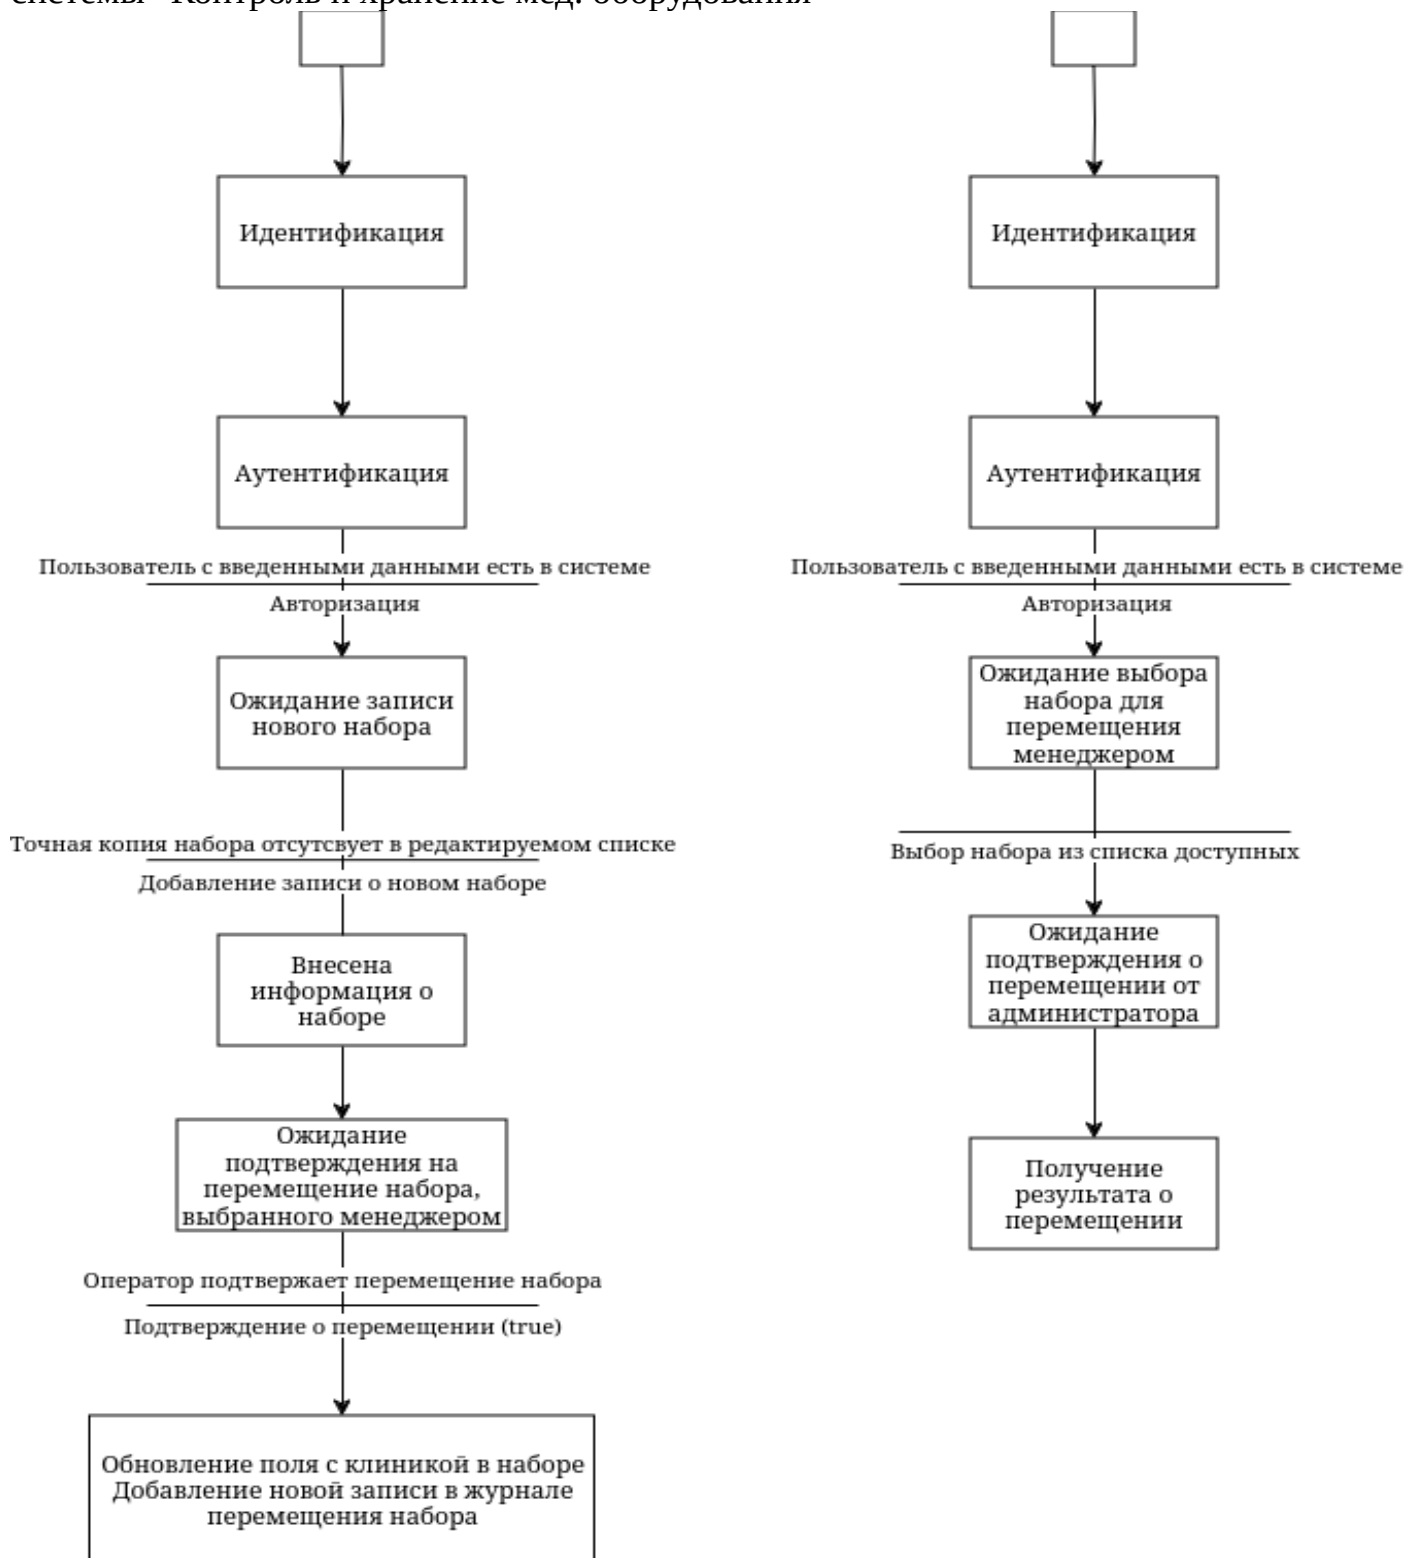 системы "Контроль и хранение мед. оборудования"
Идентификация
Аутентификация
Пользователь с введенными данными есть в системе
Авторизация
Ожидание записи
нового набора
Точная копия набора отсутсвует в редактируемом списке
Добавление записи о новом наборе
Внесена
информация о
наборе
Ожидание
подтверждения на
перемещение набора,
выбранного менеджером
Оператор подтвержает перемещение набора
Подтверждение о перемещении (true)
Обновление поля с клиникой в наборе
Добавление новой записи в журнале
перемещения набора
Идентификация
Аутентификация
Пользователь с введенными данными есть в системе
Авторизация
Ожидание выбора
набора для
перемещения
менеджером
Выбор набора из списка доступных
Ожидание
подтверждения о
перемещении от
администратора
Получение
результата о
перемещении